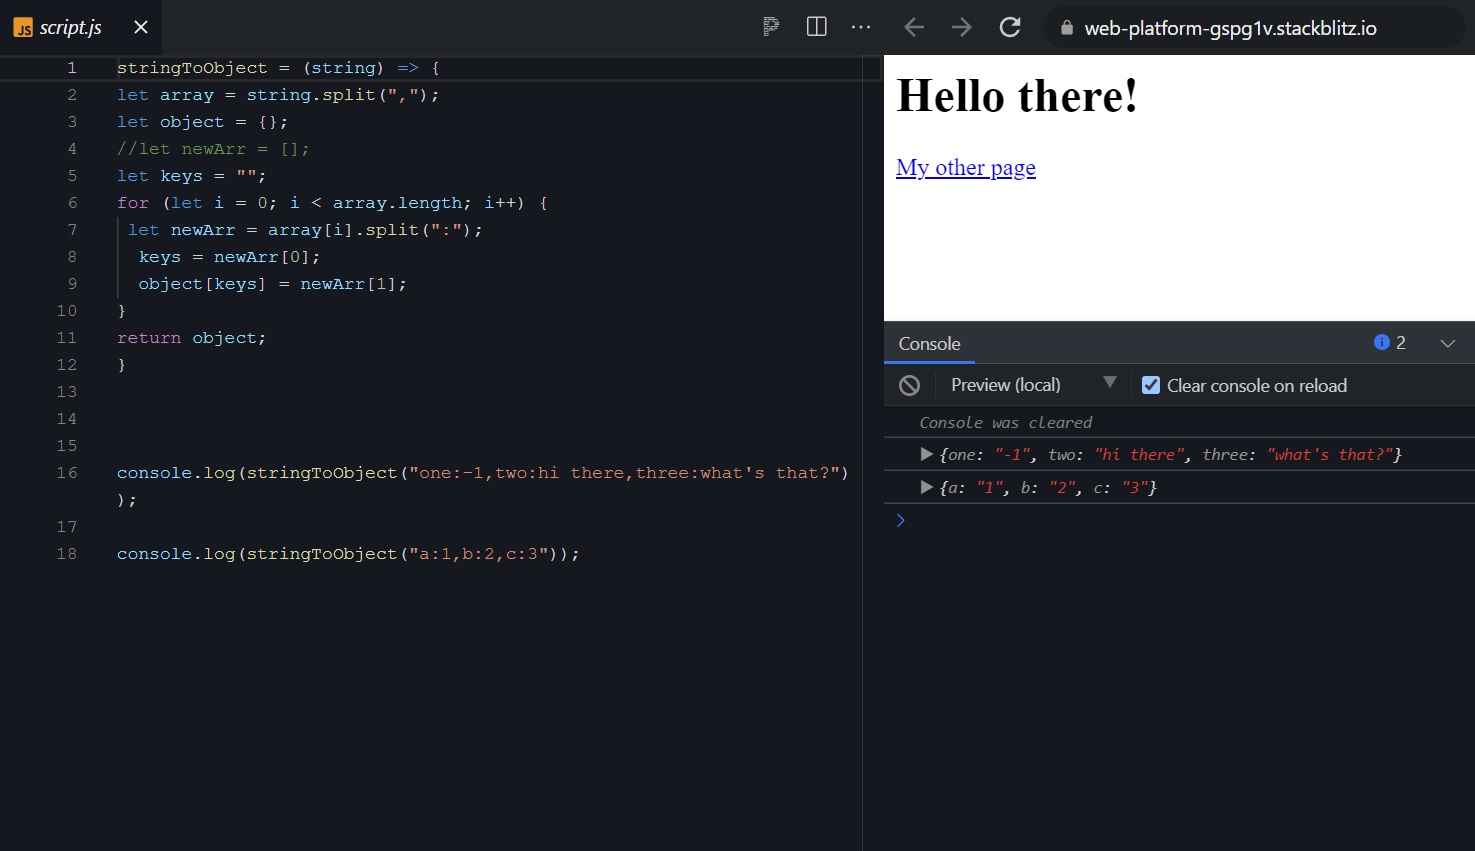 JS script.js
web-platform-gspg1v.stackblitz.io
1 stringToObject = (string) => {
2 let array = string.split(",");
3 let object = {};
4 //let newArr = [];
5 let keys = "";
6 for (let i = 0; i < array.length; i++) {
7 let newArr = array[i].split(":");
8 keys = newArr[0];
9 object[keys] = newArr[1];
10 }
11 return object;
12 }
13
14
15
16 console.log(stringToObject("one:-1,two:hi there,three:what's that?")
);
17
18 console.log(stringToObject("a:1,b:2,c:3"));
Hello there!
My other page
Console 2
Preview (local) Clear console on reload
Console was cleared
{one: "-1", two: "hi there", three: "what's that?"}
{a: "1", b: "2", c: "3"}